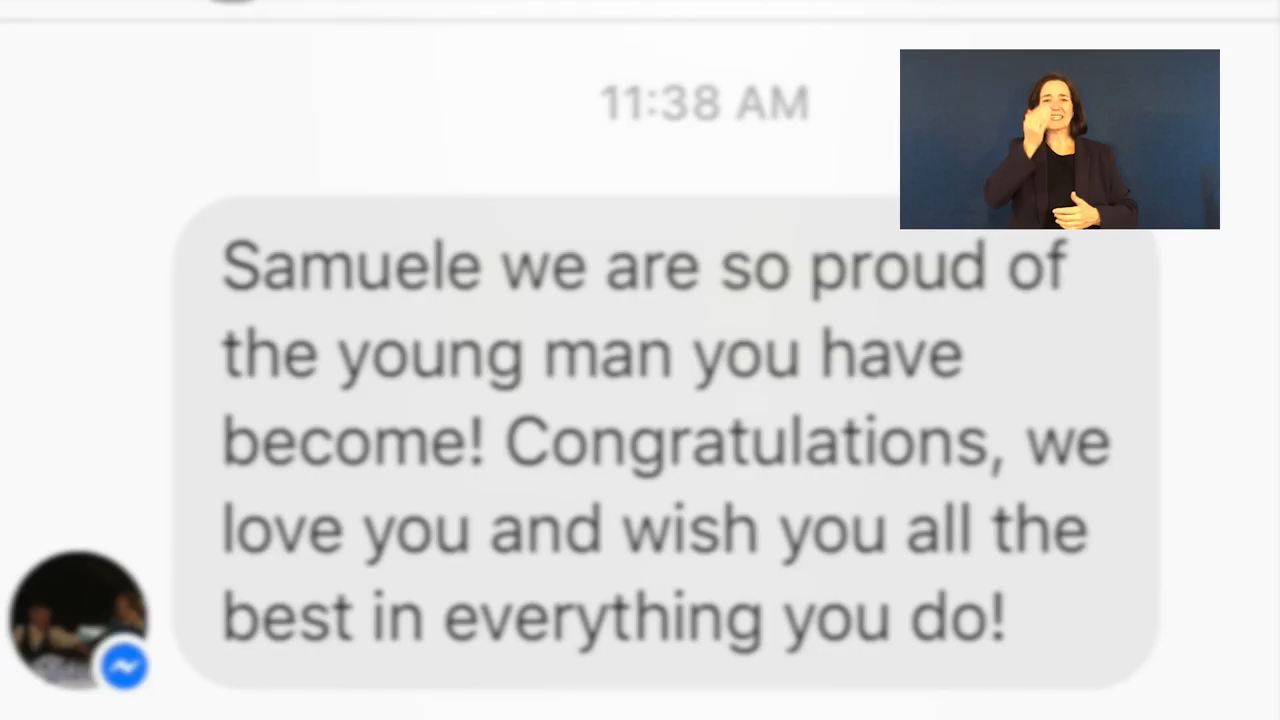 11:38 AM
Samuele we are so proud of
the young man you have
become! Congratulations, we
love you and wish you all the
best in everything you do!